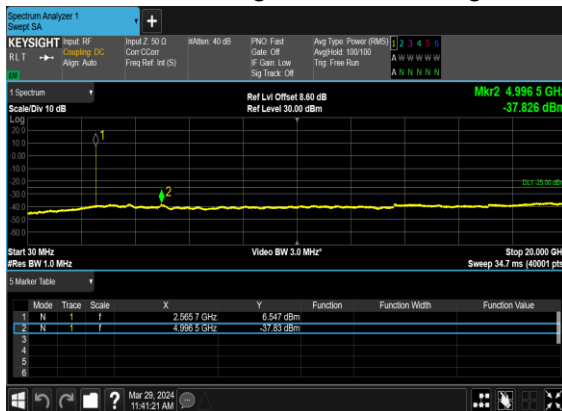 Spectrum Analyzer 1
Swept SA
+
KEYSIGHT Input: RF Input Z: 50 Ω #Atten: 40 dB PNO: Fast Avg Type: Power (RMS) 1 2 3 4 5 6
RLT Coupling: DC Corr CCorr Gate: Off Avg|Hold: 100/100 A W W W W W
Align: Auto Freq Ref: Int (S) IF Gain: Low Trig: Free Run
Sig Track: Off A N N N N N
1 Spectrum Ref Lvl Offset 8.60 dB Mkr2 4.996 5 GHz
Scale/Div 10 dB Ref Level 30.00 dBm -37.826 dBm
Log
20.0
10.0
0.00
-10.0
-20.0
-30.0
-40.0
-50.0
-60.0
1
2
DL1 -25.00 dBm
Start 30 MHz Video BW 3.0 MHz* Stop 20.000 GHz
#Res BW 1.0 MHz Sweep 34.7 ms (40001 pts)
5 Marker Table
Mode Trace Scale X Y Function Function Width Function Value
1 N 1 f 2.565 7 GHz 6.547 dBm
2 N 1 f 4.996 5 GHz -37.83 dBm
3
4
5
6
? Mar 29, 2024
11:41:21 AM